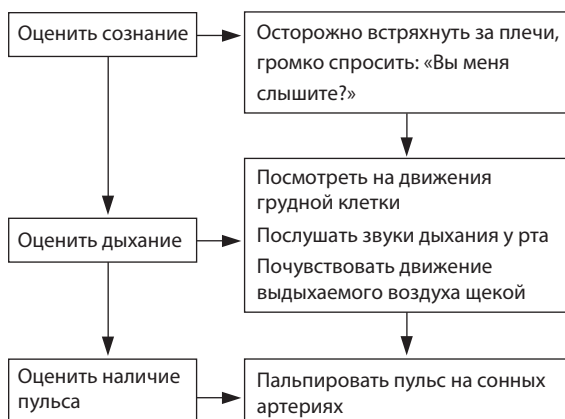 Оценить сознание
Осторожно встряхнуть за плечи,
громко спросить: «Вы меня
слышите?»
Оценить дыхание
Посмотреть на движения
грудной клетки
Послушать звуки дыхания у рта
Почувствовать движение
выдыхаемого воздуха щекой
Оценить наличие
пульса
Пальпировать пульс на сонных
артериях